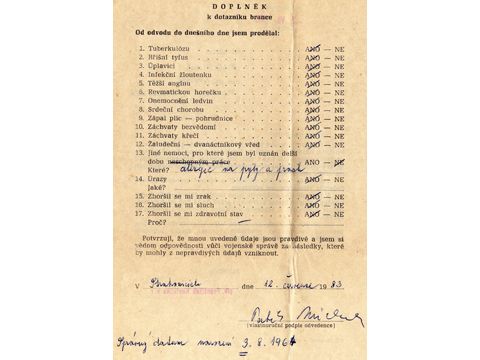 DOPLNĚK
k dotazníku brance
Od odvodu do dnešního dne jsem prodělal:
1. Tuberkulózu . . . . . . . ANO — NE
2. Břišní tyfus . . . . . . . ANO — NE
3. Úplavici . . . . . . . ANO — NE
4. Infekční žloutenku . . . . . . . ANO — NE
5. Těžší anginu . . . . . . . ANO — NE
6. Revmatickou horečku . . . . . . . ANO — NE
7. Onemocnění ledvin . . . . . . . ANO — NE
8. Srdeční chorobu . . . . . . . ANO — NE
9. Zápal plic — pohrudnice . . . . . . . ANO — NE
10. Záchvaty bezvědomí . . . . . . . ANO — NE
11. Záchvaty křečí . . . . . . . ANO — NE
12. Žaludeční — dvanáctníkový vřed . . . . . . . ANO — NE
13. Jiné nemoci, pro které jsem byl uznán delší
dobu neschopným práce ANO — NE
Které? alergie na pyly a prach
14. Úrazy . . . . . . . ANO — NE
Jaké?
15. Zhoršil se mi zrak . . . . . . . ANO — NE
16. Zhoršil se mi sluch . . . . . . . ANO — NE
17. Zhoršil se mi zdravotní stav . . . . . . . ANO — NE
Proč? —
Potvrzuji, že mnou uvedené údaje jsou pravdivé a jsem si
vědom odpovědnosti vůči vojenské správě za následky, které
by mohly z nepravdivých údajů vzniknout.
V dne 12. července 1983
(vlastnoruční podpis odvedence)
Správný datum narození 3. 8. 1964